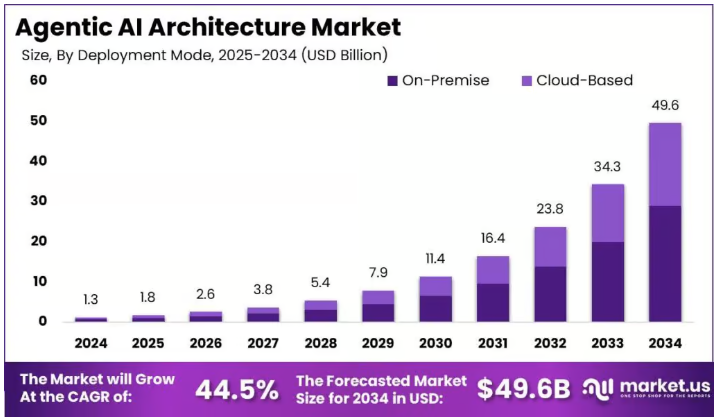 Agentic AI Architecture Market
Size, By Deployment Mode, 2025-2034 (USD Billion)
On-Premise
Cloud-Based
60
50
40
30
20
10
0
1.3
1.8
2.6
3.8
5.4
7.9
11.4
16.4
23.8
34.3
49.6
2024 2025 2026 2027 2028 2029 2030 2031 2032 2033 2034
The Market will Grow
At the CAGR of:
44.5%
The Forecasted Market
Size for 2034 in USD:
$49.6B
market.us
ONE STOP SHOP FOR THE REPORTS